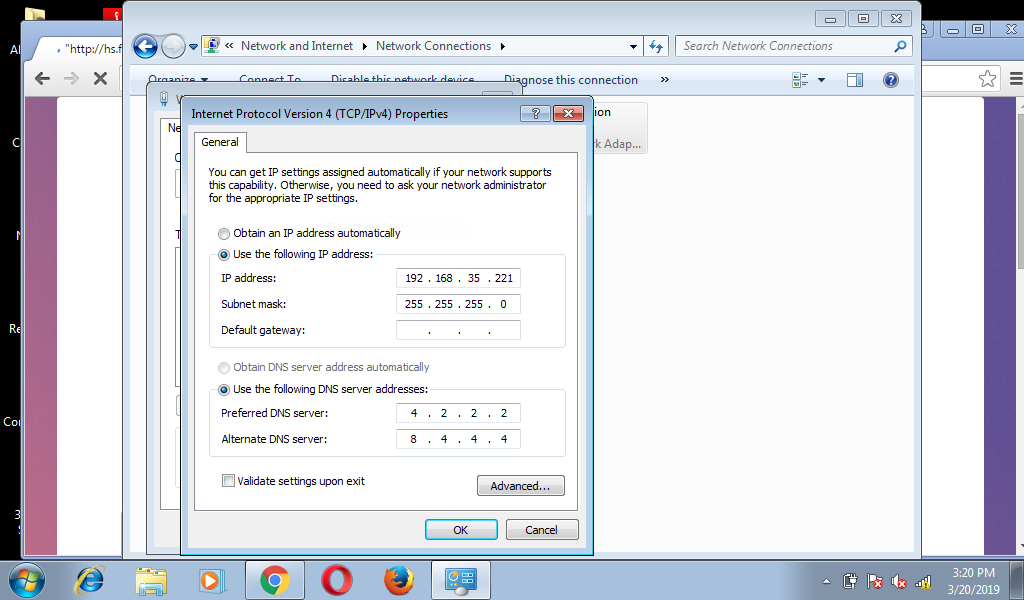 "http://hs.f
Network and Internet
Network Connections
Search Network Connections
Organize
Connect To
Disable this network device
Diagnose this connection
»
Internet Protocol Version 4 (TCP/IPv4) Properties
ion
rk Adap...
General
You can get IP settings assigned automatically if your network supports
this capability. Otherwise, you need to ask your network administrator
for the appropriate IP settings.
Obtain an IP address automatically
Use the following IP address:
IP address: 192 . 168 . 35 . 221
Subnet mask: 255 . 255 . 255 . 0
Default gateway: . . .
Obtain DNS server address automatically
Use the following DNS server addresses:
Preferred DNS server: 4 . 2 . 2 . 2
Alternate DNS server: 8 . 4 . 4 . 4
Validate settings upon exit
Advanced...
OK
Cancel
3:20 PM
3/20/2019